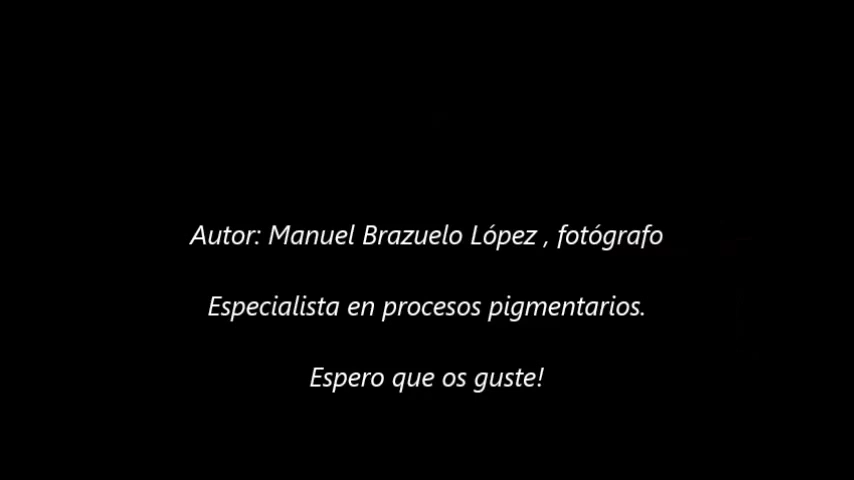 Autor: Manuel Brazuelo López , fotógrafo
Especialista en procesos pigmentarios.
Espero que os guste!